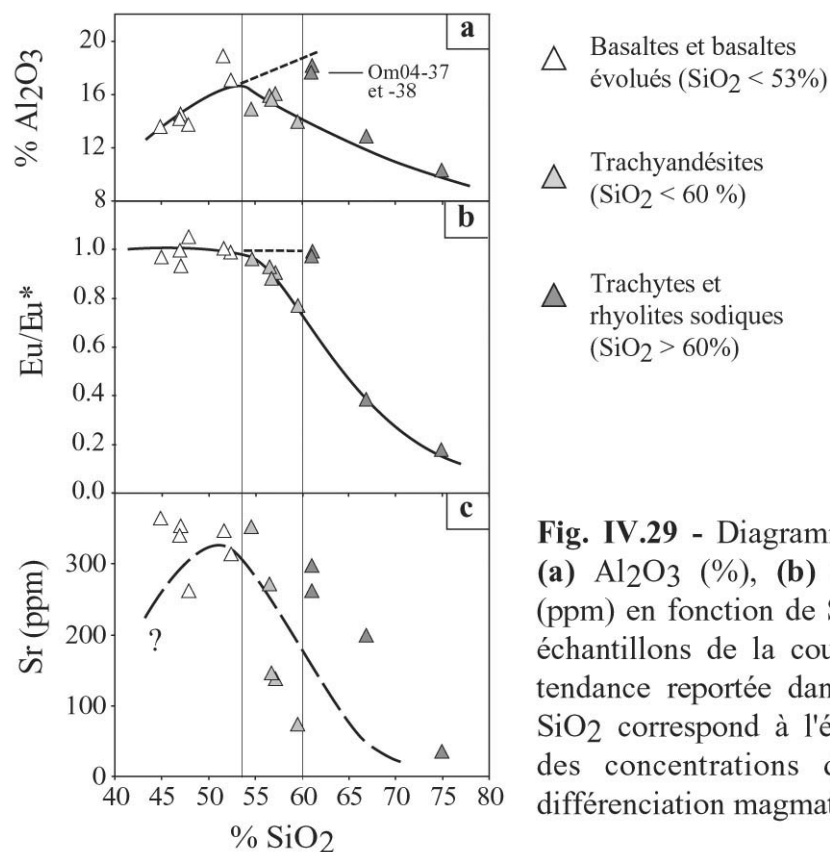 a
% Al2O3
20
16
12
8
Om04-37
et -38
b
Eu/Eu*
1.0
0.8
0.6
0.4
0.2
0.0
c
Sr (ppm)
300
200
100
00
?
40 45 50 55 60 65 70 75 80
% SiO2
Basaltes et basaltes
évolués (SiO2 < 53%)
Trachyandésites
(SiO2 < 60 %)
Trachytes et
rhyolites sodiques
(SiO2 > 60%)
Fig. IV.29 - Diagramm
(a) Al2O3 (%), (b)
(ppm) en fonction de S
échantillons de la cou
tendance reportée dan
SiO2 correspond à l'é
des concentrations d
différenciation magmat